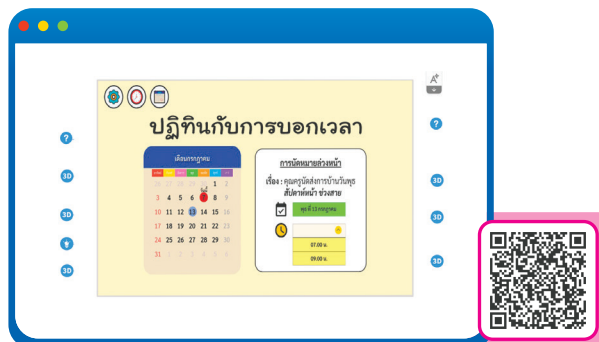 A+
ปฏิทินกับการบอกเวลา
เดือนกรกฎาคม
1 2
3 4 5 6 7 8 9
10 11 12 13 14 15 16
17 18 19 20 21 22 23
24 25 26 27 28 29 30
31
การนัดหมายล่วงหน้า
เรื่อง : คุณครูนัดส่งการบ้านวันพุธ
สัปดาห์หน้า ช่วงสาย
พุธ ที่ 13 กรกฎาคม
07.00 น.
09.00 น.
?
3D
3D
3D
?
3D
3D
3D